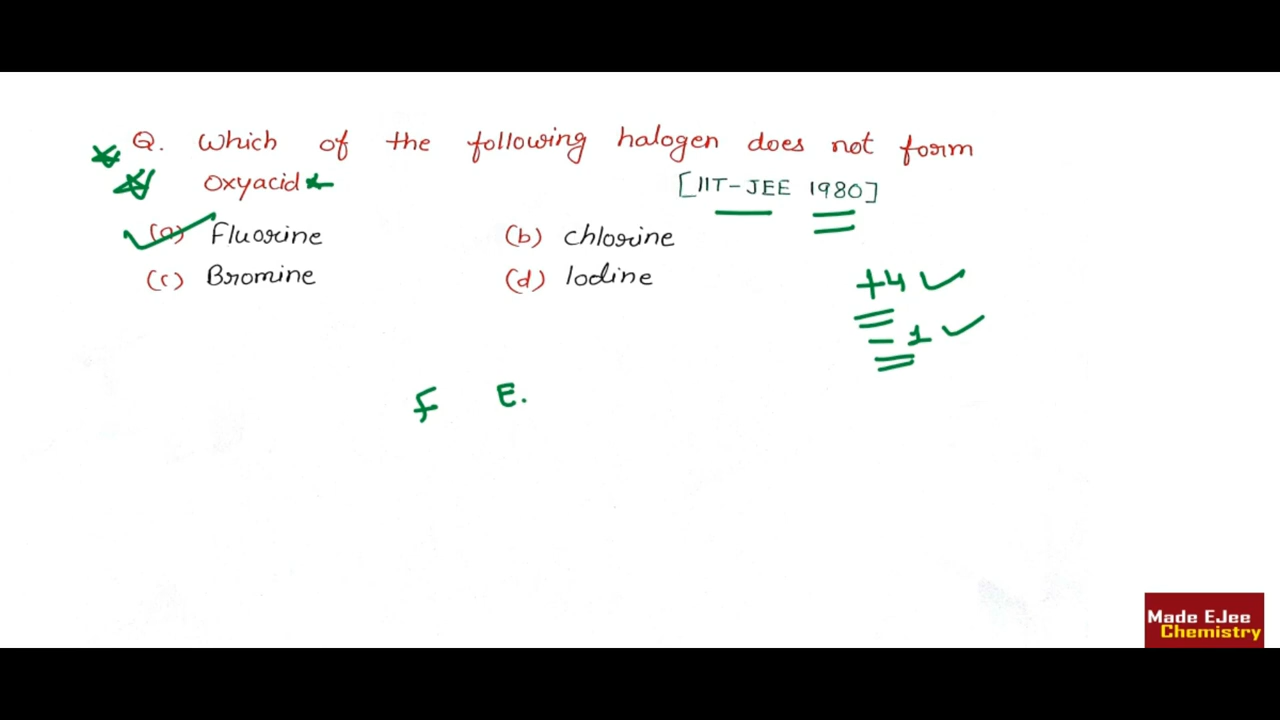 Q. Which of the following halogen does not form
oxyacid
[IIT-JEE 1980]
(a) Fluorine (b) chlorine
(c) Bromine (d) Iodine
+4
-1
F E.
Made EJee
Chemistry